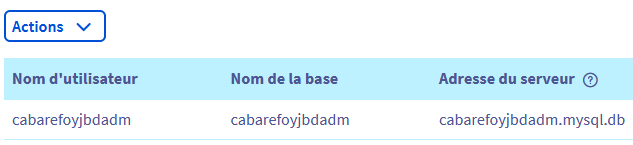 Actions
Nom d'utilisateur Nom de la base Adresse du serveur ?
cabarefoyjbdadm cabarefoyjbdadm cabarefoyjbdadm.mysql.db